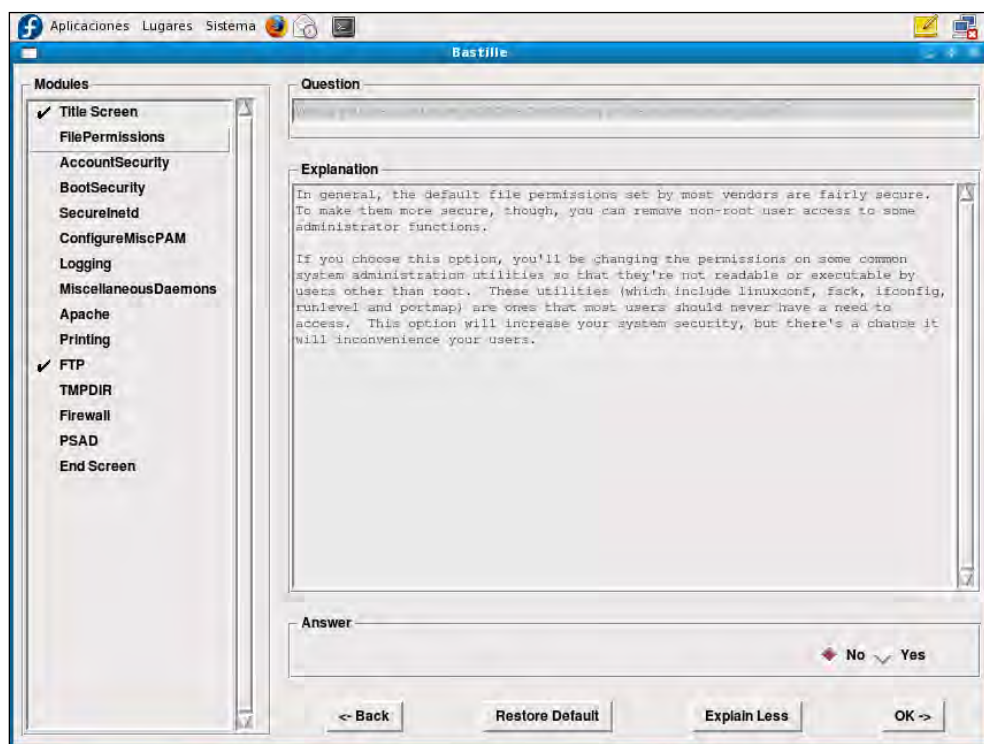 Aplicaciones Lugares Sistema
Bastille
Modules
Title Screen
FilePermissions
AccountSecurity
BootSecurity
SecureInetd
ConfigureMiscPAM
Logging
MiscellaneousDaemons
Apache
Printing
FTP
TMPDIR
Firewall
PSAD
End Screen
Question
Explanation
In general, the default file permissions set by most vendors are fairly secure.
To make them more secure, though, you can remove non-root user access to some
administrator functions.
If you choose this option, you'll be changing the permissions on some common
system administration utilities so that they're not readable or executable by
users other than root. These utilities (which include linuxconf, fsck, ifconfig,
runlevel and portmap) are ones that most users should never have a need to
access. This option will increase your system security, but there's a chance it
will inconvenience your users.
Answer
No Yes
<- Back Restore Default Explain Less OK ->